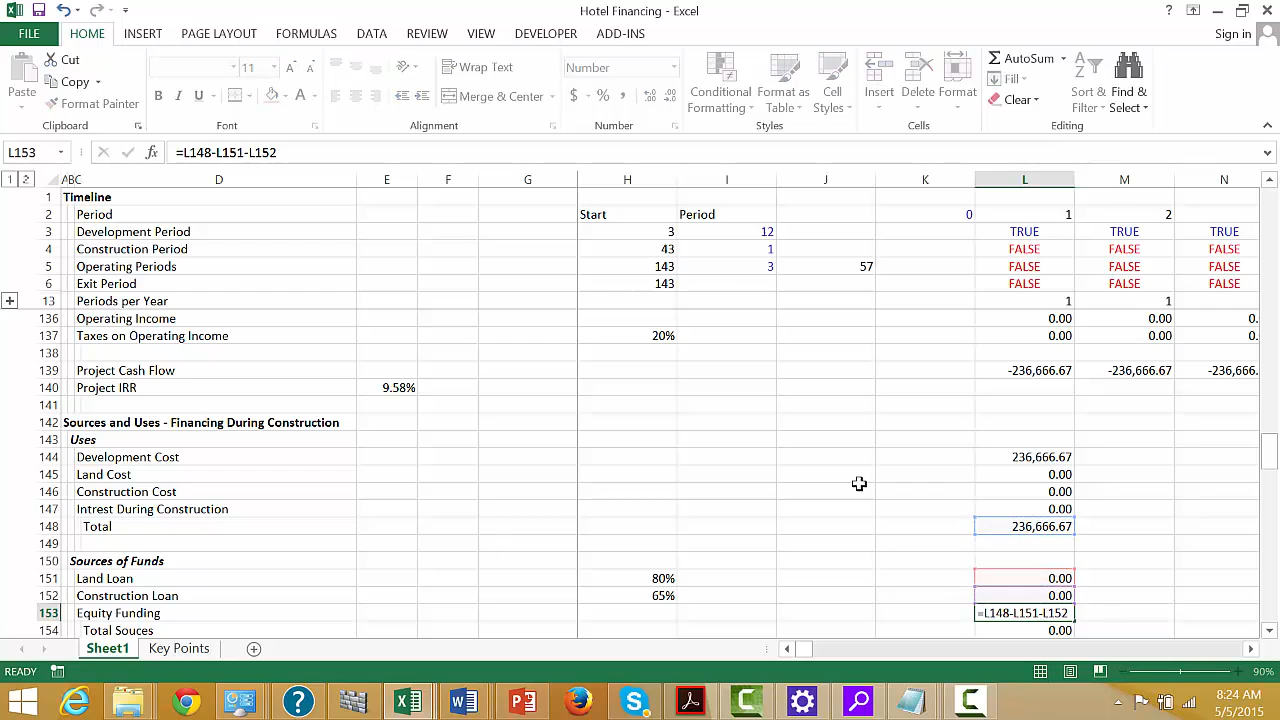 Hotel Financing - Excel
FILE HOME INSERT PAGE LAYOUT FORMULAS DATA REVIEW VIEW DEVELOPER ADD-INS Sign in
Paste Cut Copy Format Painter
11 B I U A
Wrap Text Merge & Center
Number $ %
Conditional Formatting Format as Table Cell Styles
Insert Delete Format
AutoSum Fill Clear Sort & Filter Find & Select
Clipboard Font Alignment Number Styles Cells Editing
L153 fx =L148-L151-L152
1 2 A B C D E F G H I J K L M N
1 Timeline
2 Period Start Period 0 1 2
3 Development Period 3 12 TRUE TRUE TRUE
4 Construction Period 43 1 FALSE FALSE FALSE
5 Operating Periods 143 3 57 FALSE FALSE FALSE
6 Exit Period 143 FALSE FALSE FALSE
13 Periods per Year 1 1
136 Operating Income 0.00 0.00 0.
137 Taxes on Operating Income 20% 0.00 0.00 0.
138
139 Project Cash Flow -236,666.67 -236,666.67 -236,666.
140 Project IRR 9.58%
141
142 Sources and Uses - Financing During Construction
143 Uses
144 Development Cost 236,666.67
145 Land Cost 0.00
146 Construction Cost 0.00
147 Intrest During Construction 0.00
148 Total 236,666.67
149
150 Sources of Funds
151 Land Loan 80% 0.00
152 Construction Loan 65% 0.00
153 Equity Funding =L148-L151-L152
154 Total Souces 0.00
Sheet1 Key Points
READY 90%
8:24 AM
5/5/2015